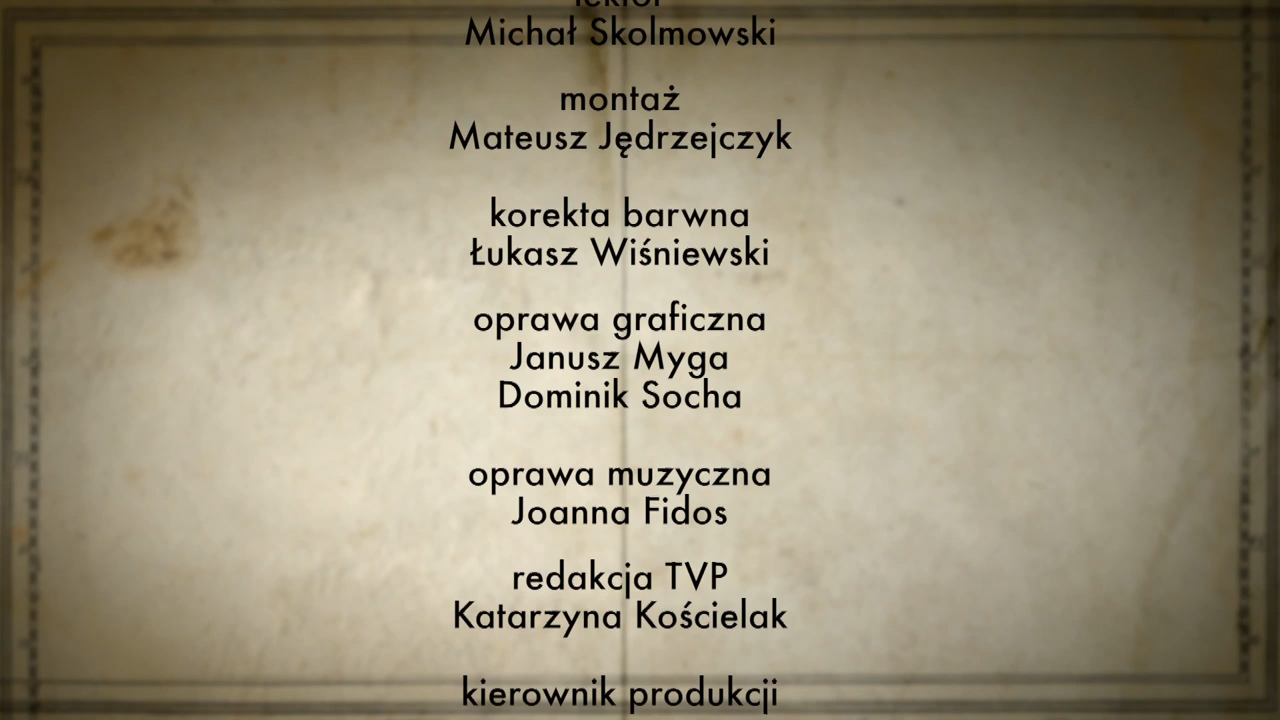 lektor
Michał Skolmowski
montaż
Mateusz Jędrzejczyk
korekta barwna
Łukasz Wiśniewski
oprawa graficzna
Janusz Myga
Dominik Socha
oprawa muzyczna
Joanna Fidos
redakcja TVP
Katarzyna Kościelak
kierownik produkcji